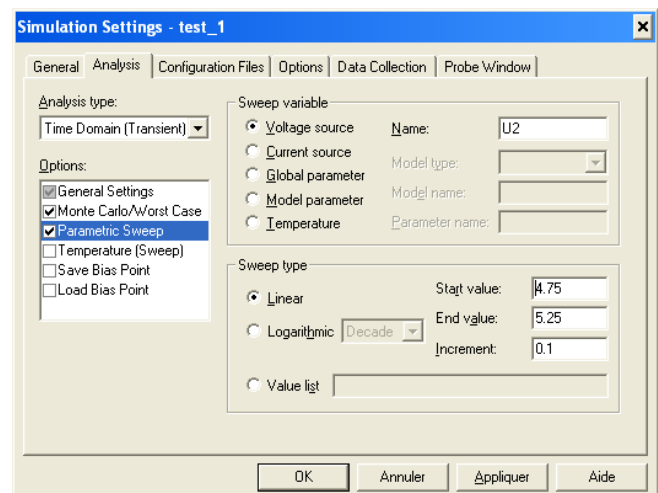 Simulation Settings - test_1
General Analysis Configuration Files Options Data Collection Probe Window
Analysis type:
Time Domain (Transient)
Options:
General Settings
Monte Carlo/Worst Case
Parametric Sweep
Temperature (Sweep)
Save Bias Point
Load Bias Point
Sweep variable
Voltage source
Current source
Global parameter
Model parameter
Temperature
Name: U2
Model type:
Model name:
Parameter name:
Sweep type
Linear
Logarithmic Decade
Value list
Start value: 4.75
End value: 5.25
Increment: 0.1
OK Annuler Appliquer Aide